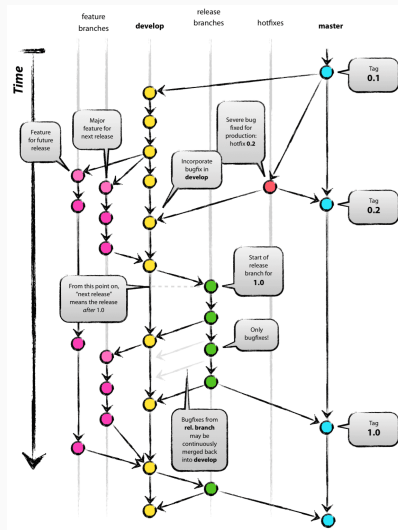 feature
branches
develop
release
branches
hotfixes
master
Time
Tag
0.1
Feature
for future
release
Major
feature for
next release
Severe bug
fixed for
production:
hotfix 0.2
Incorporate
bugfix in
develop
Tag
0.2
Start of
release
branch for
1.0
From this point on,
"next release"
means the release
after 1.0
Only
bugfixes!
Bugfixes from
rel. branch
may be
continuously
merged back
into develop
Tag
1.0